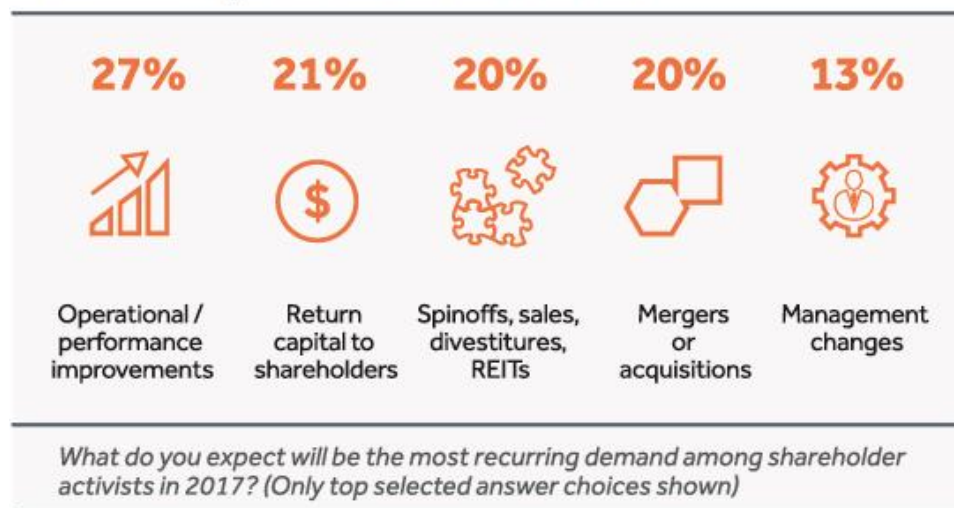 27% 21% 20% 20% 13%
$
Operational /
performance
improvements
Return
capital to
shareholders
Spinoffs, sales,
divestitures,
REITs
Mergers
or
acquisitions
Management
changes
What do you expect will be the most recurring demand among shareholder
activists in 2017? (Only top selected answer choices shown)